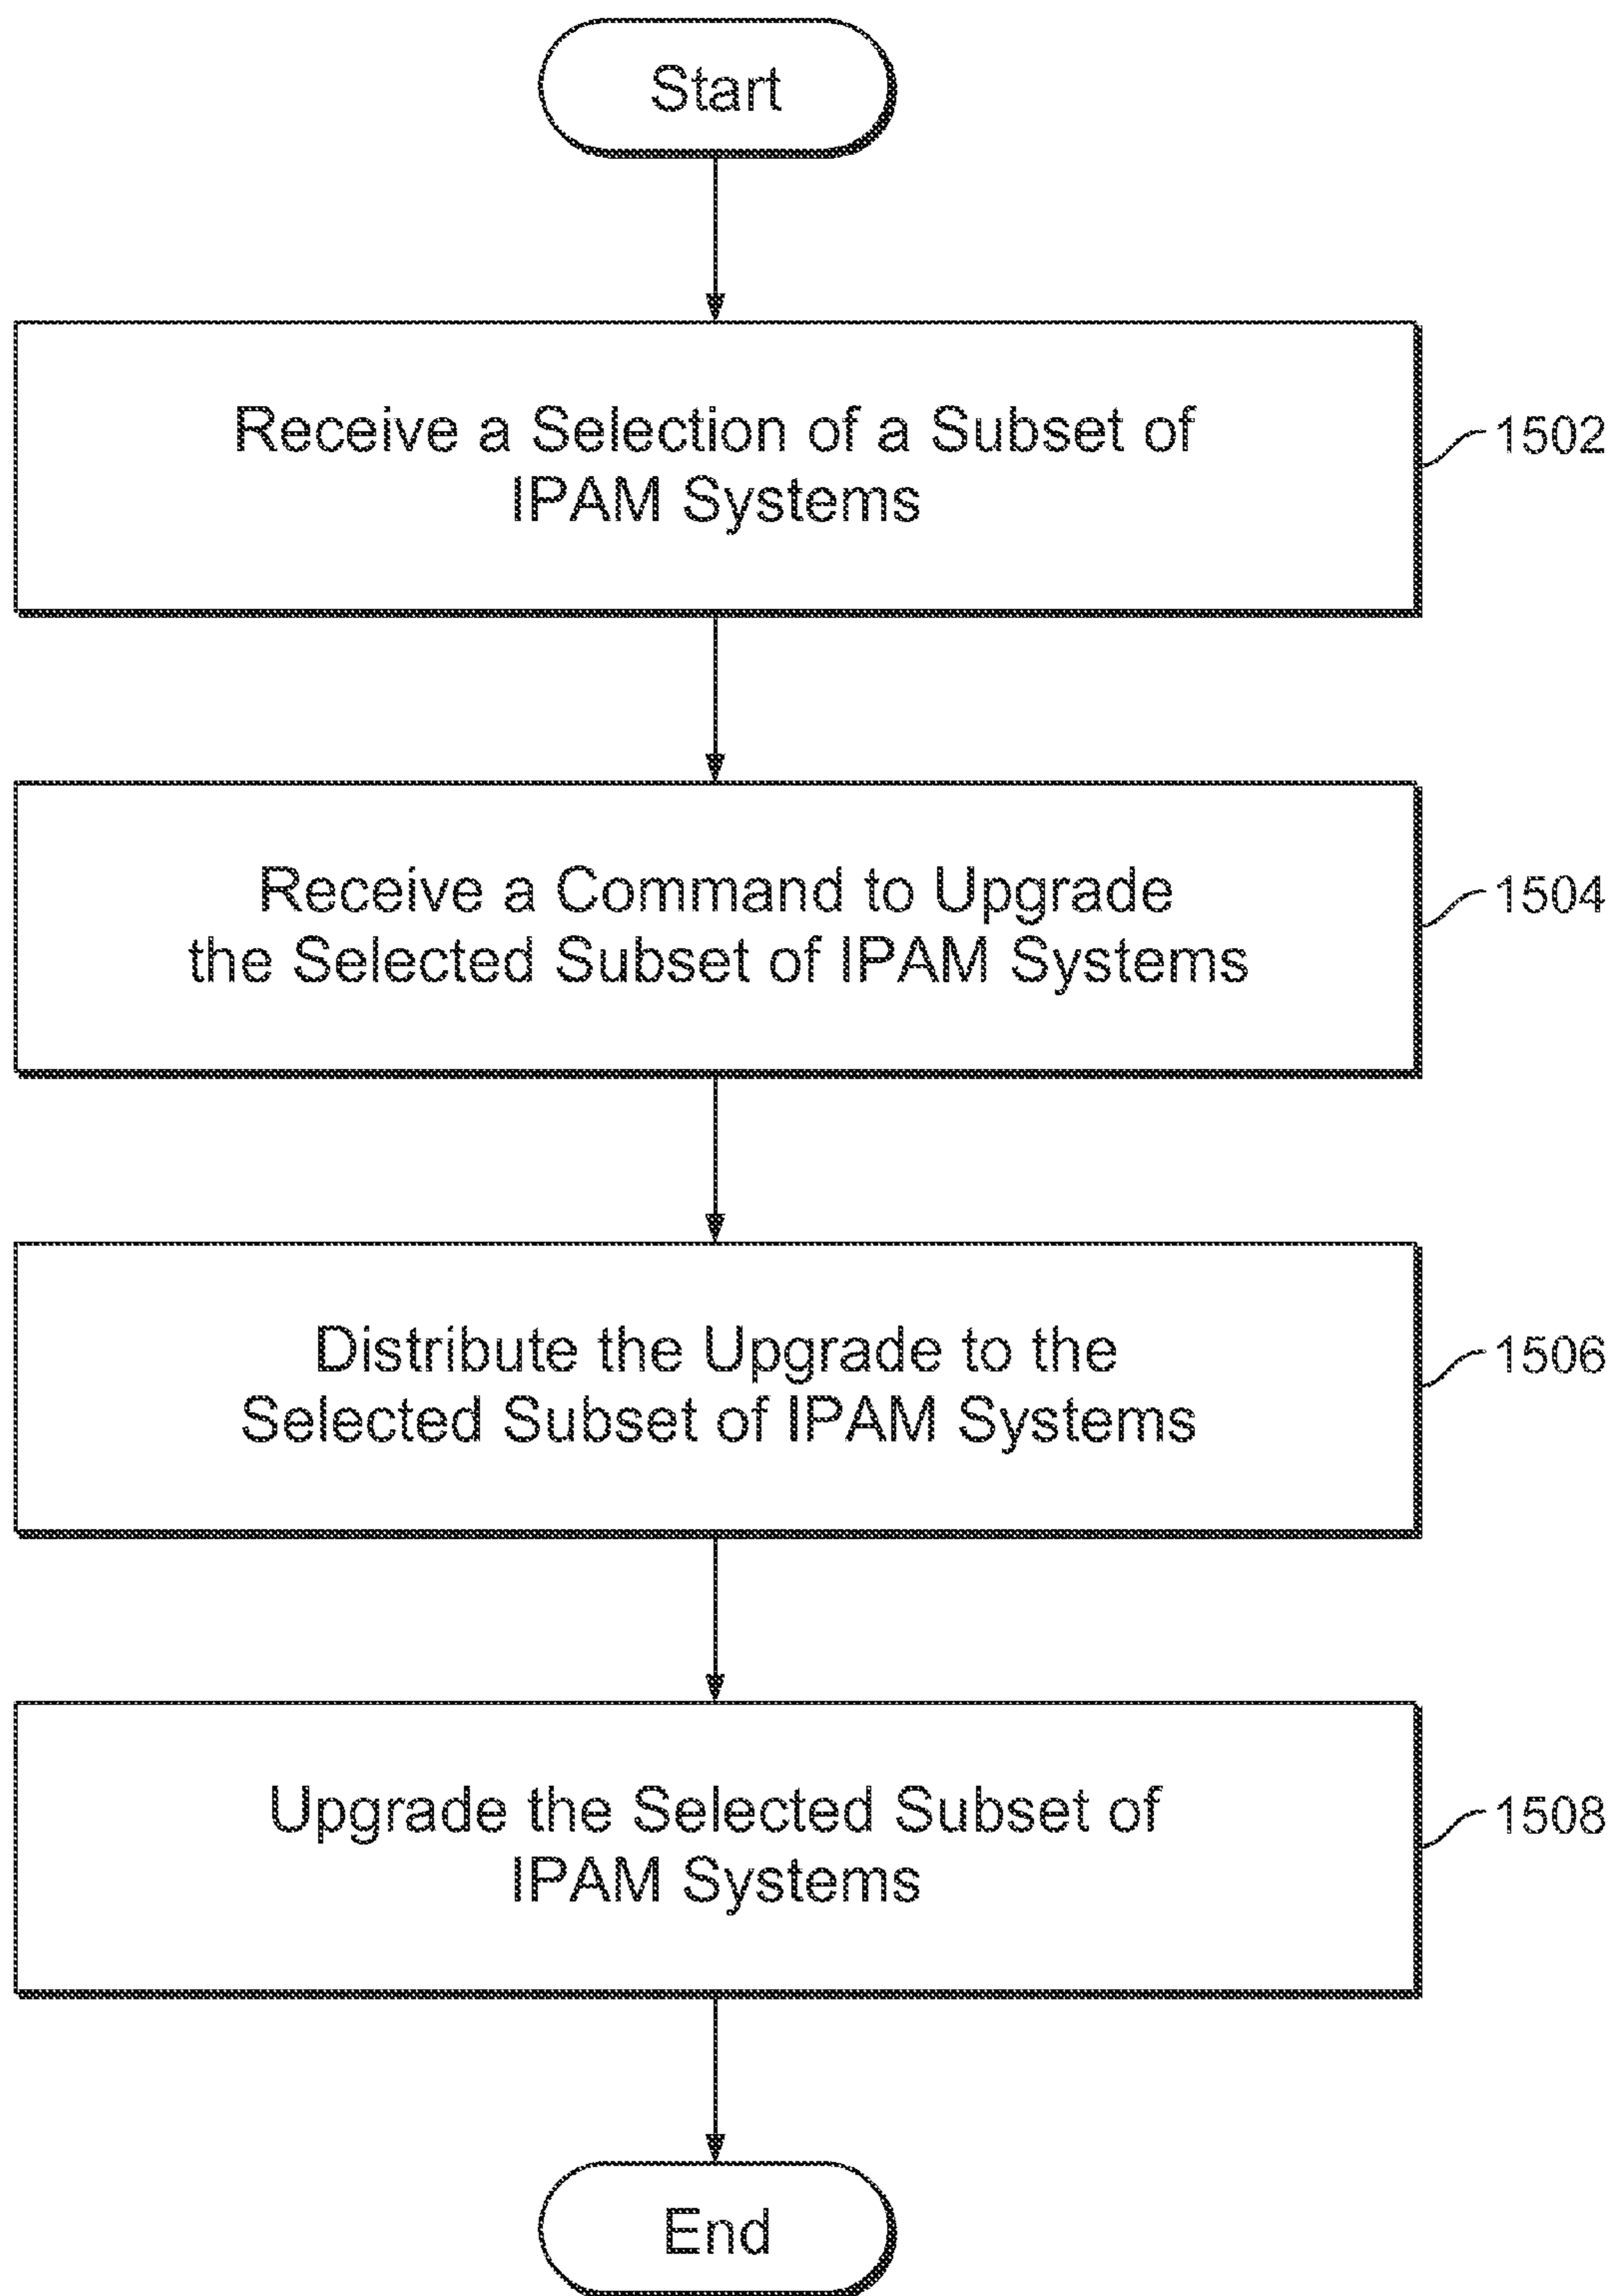 Start
Receive a Selection of a Subset of
IPAM Systems
1502
Receive a Command to Upgrade
the Selected Subset of IPAM Systems
1504
Distribute the Upgrade to the
Selected Subset of IPAM Systems
1506
Upgrade the Selected Subset of
IPAM Systems
1508
End